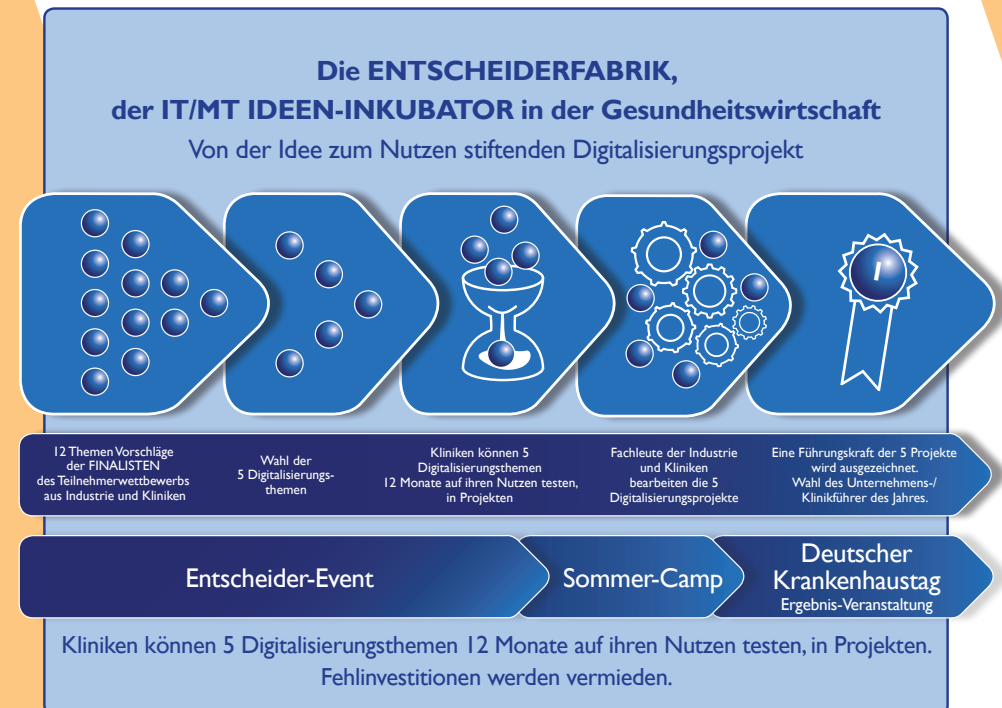 Die ENTSCHEIDERFABRIK,
der IT/MT IDEEN-INKUBATOR in der Gesundheitswirtschaft
Von der Idee zum Nutzen stiftenden Digitalisierungsprojekt
1
12 Themen Vorschläge
der FINALISTEN
des Teilnehmerwettbewerbs
aus Industrie und Kliniken
Wahl der
5 Digitalisierungs-
themen
Kliniken können 5
Digitalisierungsthemen
12 Monate auf ihren Nutzen testen,
in Projekten
Fachleute der Industrie
und Kliniken
bearbeiten die 5
Digitalisierungsprojekte
Eine Führungskraft der 5 Projekte
wird ausgezeichnet.
Wahl des Unternehmens-/
Klinikführer des Jahres.
Entscheider-Event
Sommer-Camp
Deutscher
Krankenhaustag
Ergebnis-Veranstaltung
Kliniken können 5 Digitalisierungsthemen 12 Monate auf ihren Nutzen testen, in Projekten.
Fehlinvestitionen werden vermieden.